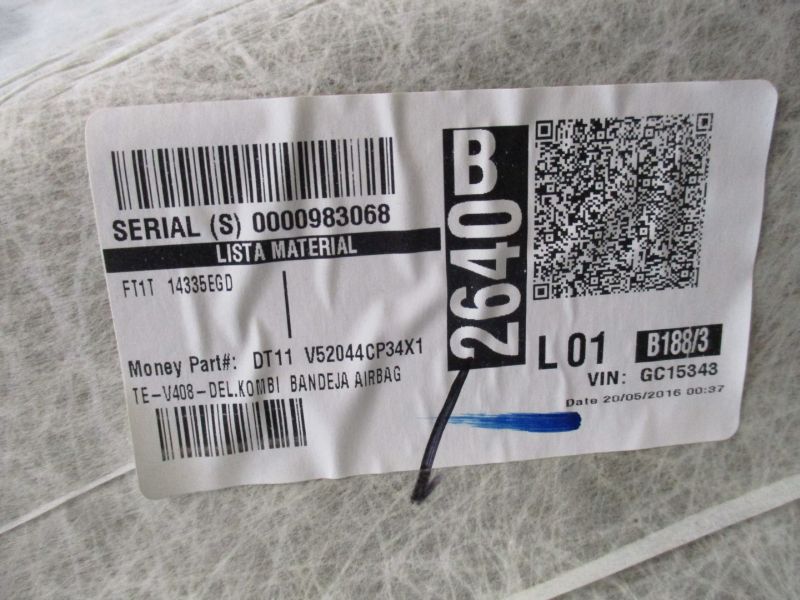 SERIAL (S) 0000983068
LISTA MATERIAL
FT1T 14335EGD
Money Part#: DT11 V52044CP34X1
TE-V408-DEL.KOMBI BANDEJA AIRBAG
2640B
L 01 B188/3
VIN: GC15343
Date 20/05/2016 00:37